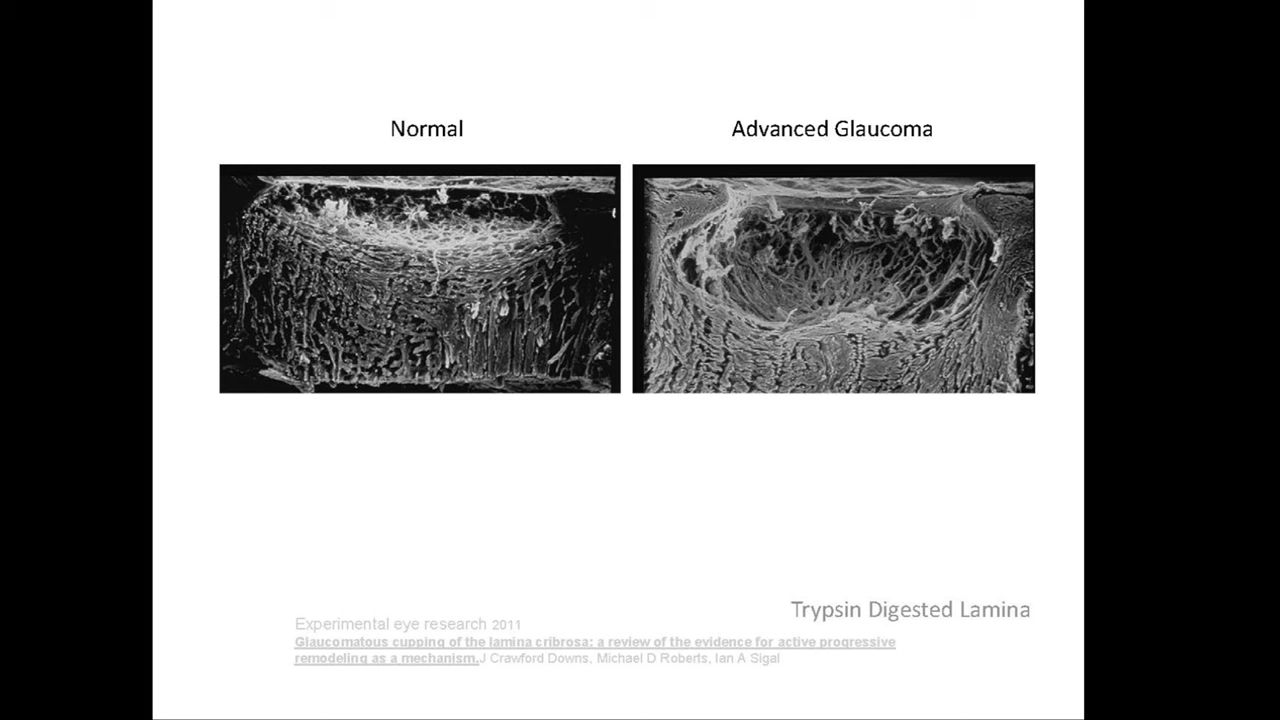 Normal
Advanced Glaucoma
Trypsin Digested Lamina
Experimental eye research 2011
Glaucomatous cupping of the lamina cribrosa: a review of the evidence for active progressive
remodeling as a mechanism.J Crawford Downs, Michael D Roberts, Ian A Sigal